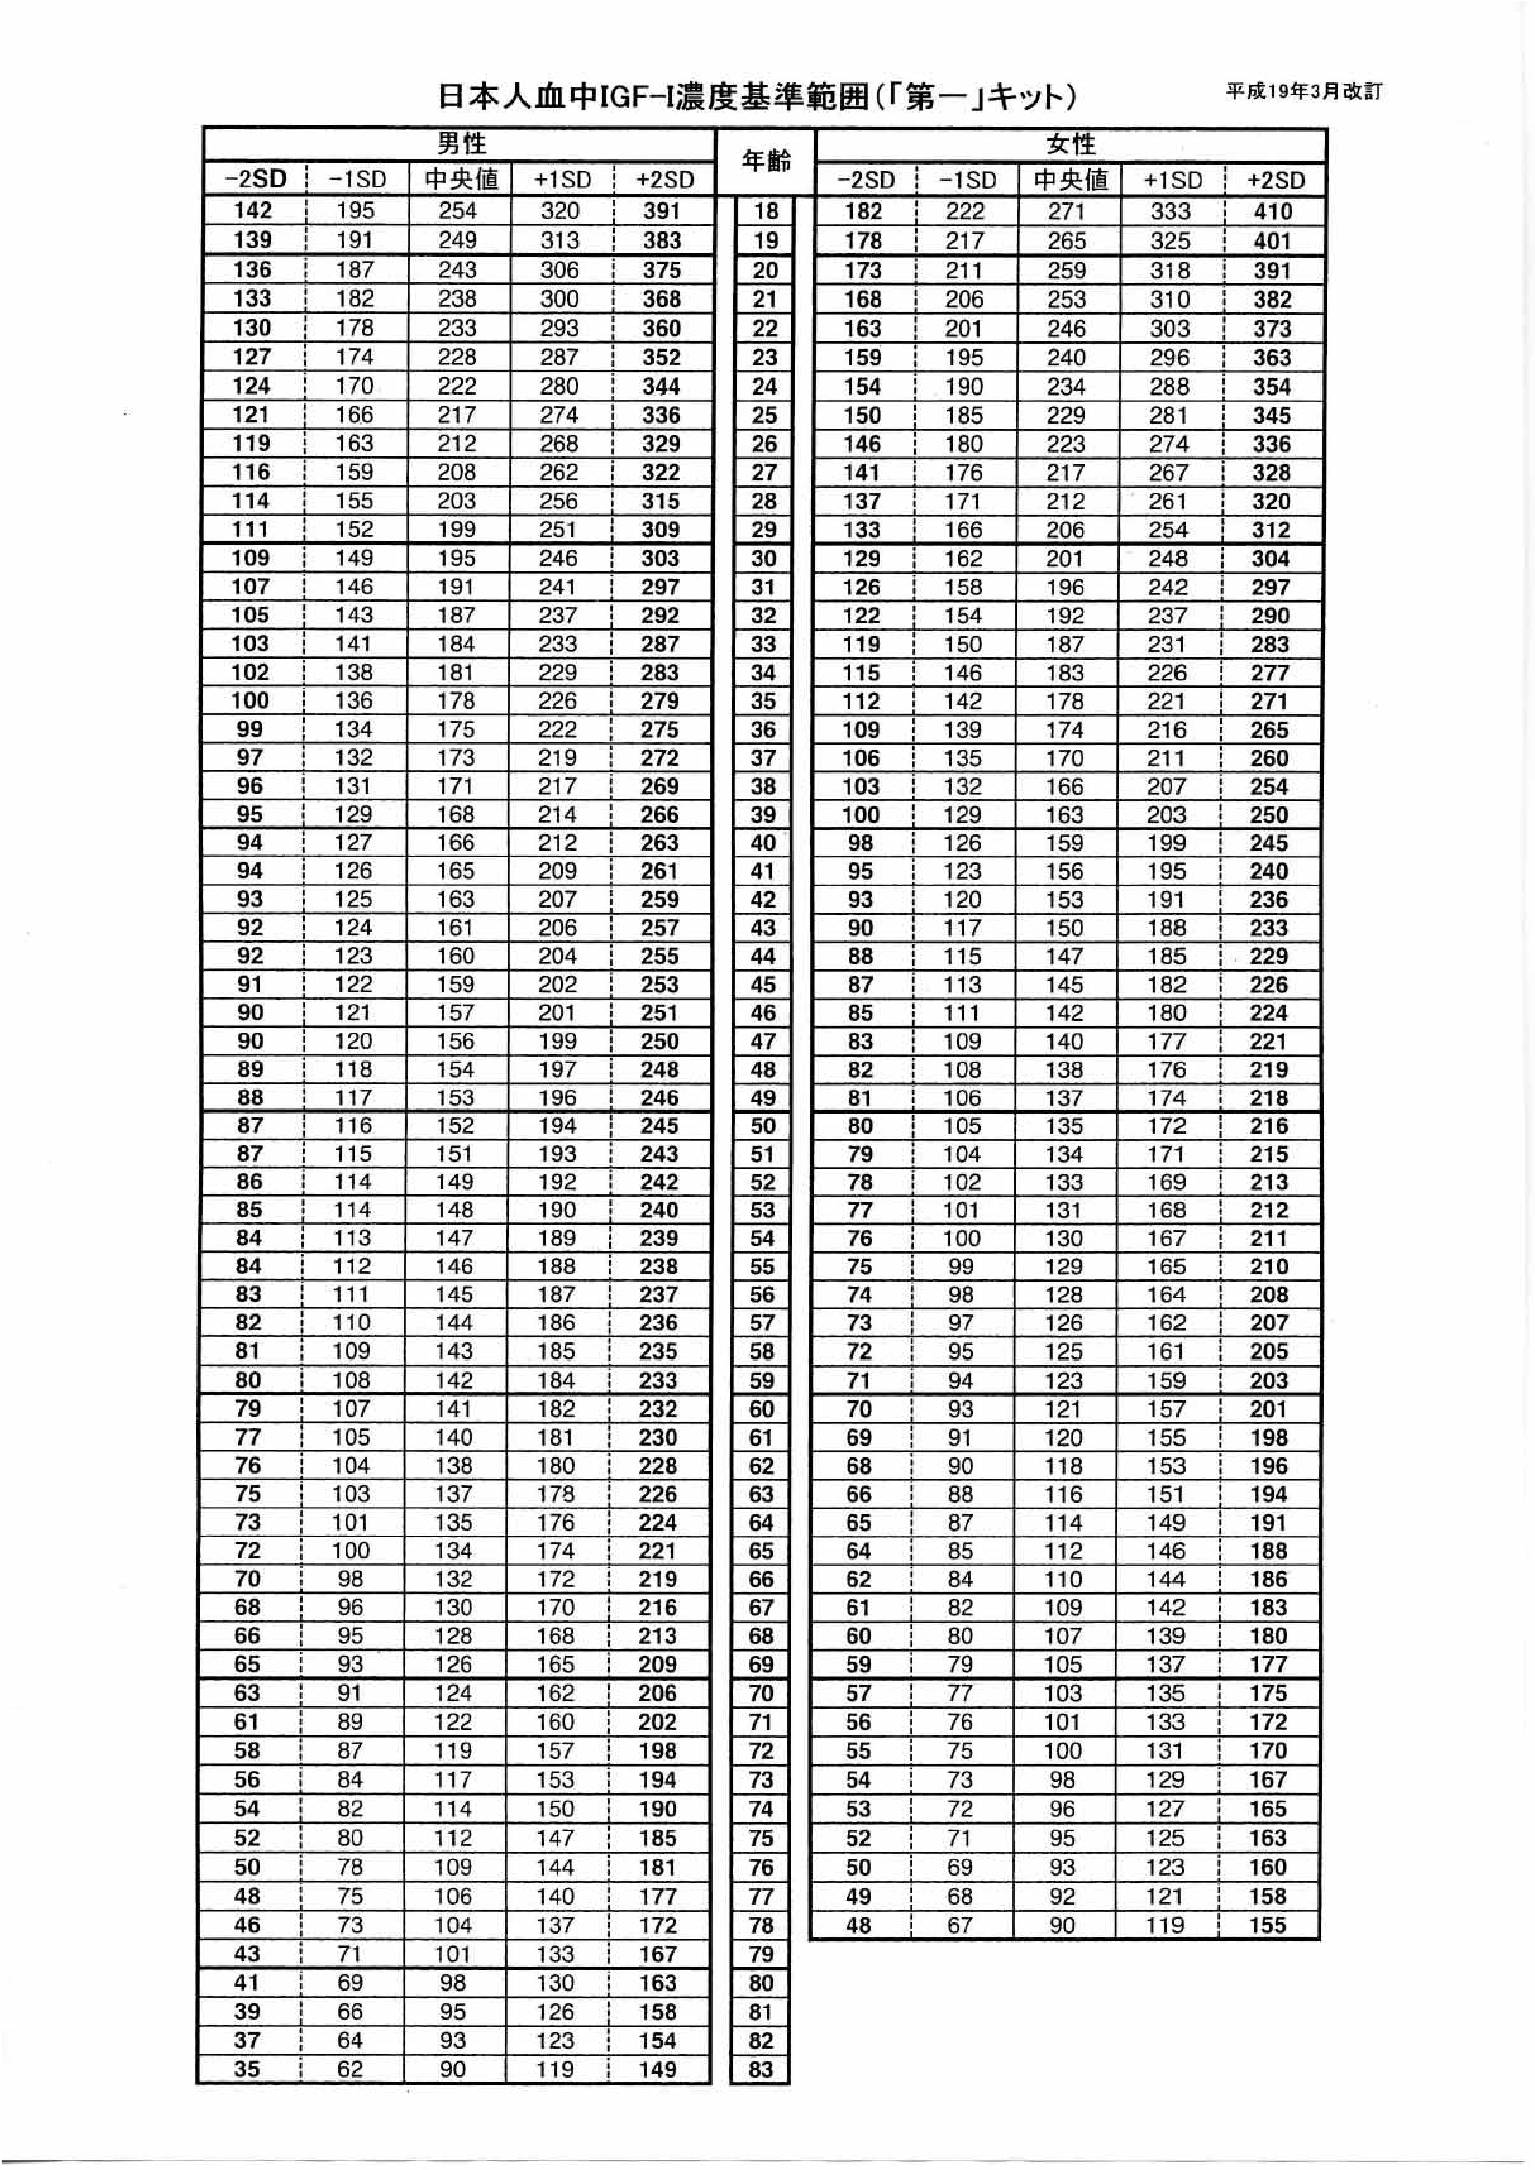 日本人血中IGF-I濃度基準範囲(「第一」キット) 平成19年3月改訂
男性 年齢 女性
-2SD -1SD 中央値 +1SD +2SD -2SD -1SD 中央値 +1SD +2SD
142 195 254 320 391 18 182 222 271 333 410
139 191 249 313 383 19 178 217 265 325 401
136 187 243 306 375 20 173 211 259 318 391
133 182 238 300 368 21 168 206 253 310 382
130 178 233 293 360 22 163 201 246 303 373
127 174 228 287 352 23 159 195 240 296 363
124 170 222 280 344 24 154 190 234 288 354
121 166 217 274 336 25 150 185 229 281 345
119 163 212 268 329 26 146 180 223 274 336
116 159 208 262 322 27 141 176 217 267 328
114 155 203 256 315 28 137 171 212 261 320
111 152 199 251 309 29 133 166 206 254 312
109 149 195 246 303 30 129 162 201 248 304
107 146 191 241 297 31 126 158 196 242 297
105 143 187 237 292 32 122 154 192 237 290
103 141 184 233 287 33 119 150 187 231 283
102 138 181 229 283 34 115 146 183 226 277
100 136 178 226 279 35 112 142 178 221 271
99 134 175 222 275 36 109 139 174 216 265
97 132 173 219 272 37 106 135 170 211 260
96 131 171 217 269 38 103 132 166 207 254
95 129 168 214 266 39 100 129 163 203 250
94 127 166 212 263 40 98 126 159 199 245
94 126 165 209 261 41 95 123 156 195 240
93 125 163 207 259 42 93 120 153 191 236
92 124 161 206 257 43 90 117 150 188 233
92 123 160 204 255 44 88 115 147 185 229
91 122 159 202 253 45 87 113 145 182 226
90 121 157 201 251 46 85 111 142 180 224
90 120 156 199 250 47 83 109 140 177 221
89 118 154 197 248 48 82 108 138 176 219
88 117 153 196 246 49 81 106 137 174 218
87 116 152 194 245 50 80 105 135 172 216
87 115 151 193 243 51 79 104 134 171 215
86 114 149 192 242 52 78 102 133 169 213
85 114 148 190 240 53 77 101 131 168 212
84 113 147 189 239 54 76 100 130 167 211
84 112 146 188 238 55 75 99 129 165 210
83 111 145 187 237 56 74 98 128 164 208
82 110 144 186 236 57 73 97 126 162 207
81 109 143 185 235 58 72 95 125 161 205
80 108 142 184 233 59 71 94 123 159 203
79 107 141 182 232 60 70 93 121 157 201
77 105 140 181 230 61 69 91 120 155 198
76 104 138 180 228 62 68 90 118 153 196
75 103 137 178 226 63 66 88 116 151 194
73 101 135 176 224 64 65 87 114 149 191
72 100 134 174 221 65 64 85 112 146 188
70 98 132 172 219 66 62 84 110 144 186
68 96 130 170 216 67 61 82 109 142 183
66 95 128 168 213 68 60 80 107 139 180
65 93 126 165 209 69 59 79 105 137 177
63 91 124 162 206 70 57 77 103 135 175
61 89 122 160 202 71 56 76 101 133 172
58 87 119 157 198 72 55 75 100 131 170
56 84 117 153 194 73 54 73 98 129 167
54 82 114 150 190 74 53 72 96 127 165
52 80 112 147 185 75 52 71 95 125 163
50 78 109 144 181 76 50 69 93 123 160
48 75 106 140 177 77 49 68 92 121 158
46 73 104 137 172 78 48 67 90 119 155
43 71 101 133 167 79
41 69 98 130 163 80
39 66 95 126 158 81
37 64 93 123 154 82
35 62 90 119 149 83